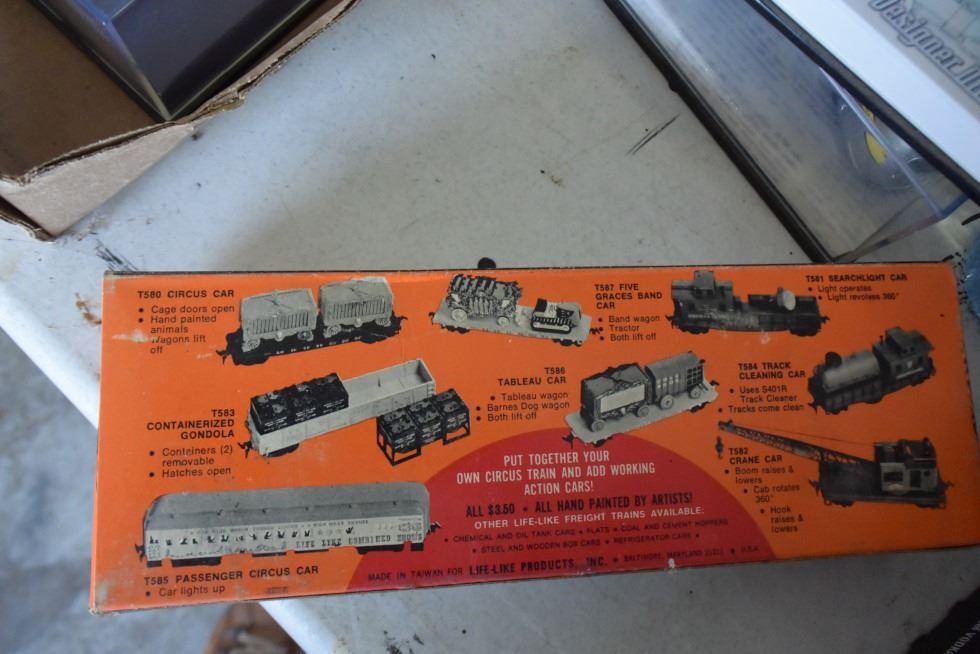 Designer
T580 CIRCUS CAR
• Cage doors open
• Hand painted
animals
• Wagons lift
off
T587 FIVE
GRACES BAND
CAR
• Band wagon
• Tractor
• Both lift off
T581 SEARCHLIGHT CAR
• Light operates
• Light revolses 360°
T583
CONTAINERIZED
GONDOLA
• Containers (2)
removable
• Hatches open
T586
TABLEAU CAR
• Tableau wagon
• Barnes Dog wagon
• Both lift off
T584 TRACK
CLEANING CAR
• Uses S401R
Track Cleaner
• Tracks come clean
T582
CRANE CAR
• Boom raises &
lowers
• Cab rotates
360°
• Hook
raises &
lowers
T585 PASSENGER CIRCUS CAR
• Car lights up
PUT TOGETHER YOUR
OWN CIRCUS TRAIN AND ADD WORKING
ACTION CARS!
ALL $3.50 • ALL HAND PAINTED BY ARTISTS!
OTHER LIFE-LIKE FREIGHT TRAINS AVAILABLE:
• CHEMICAL AND OIL TANK CARS • FLATS • COAL AND CEMENT HOPPERS
• STEEL AND WOODEN BOX CARS • REFRIGERATOR CARS •
MADE IN TAIWAN FOR LIFE-LIKE PRODUCTS, INC. • BALTIMORE, MARYLAND • U.S.A.